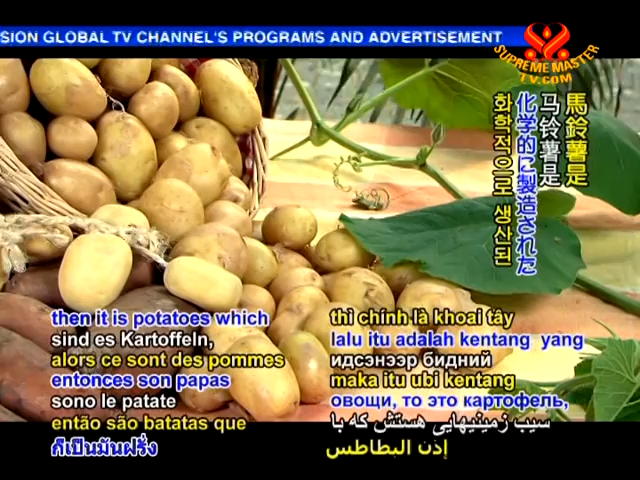 SION GLOBAL TV CHANNEL'S PROGRAMS AND ADVERTISEMENT
SUPREME MASTER
TV.COM
馬鈴薯是
马铃薯是
化学的に製造された
화학적으로 생산된
then it is potatoes which
sind es Kartoffeln,
alors ce sont des pommes
entonces son papas
sono le patate
então são batatas que
ก็เป็นมันฝรั่ง
thì chính là khoai tây
lalu itu adalah kentang yang
идсэнээр бидний
maka itu ubi kentang
овощи, то это картофель,
سیب زمینیهایی هستش که با
إذن البطاطس